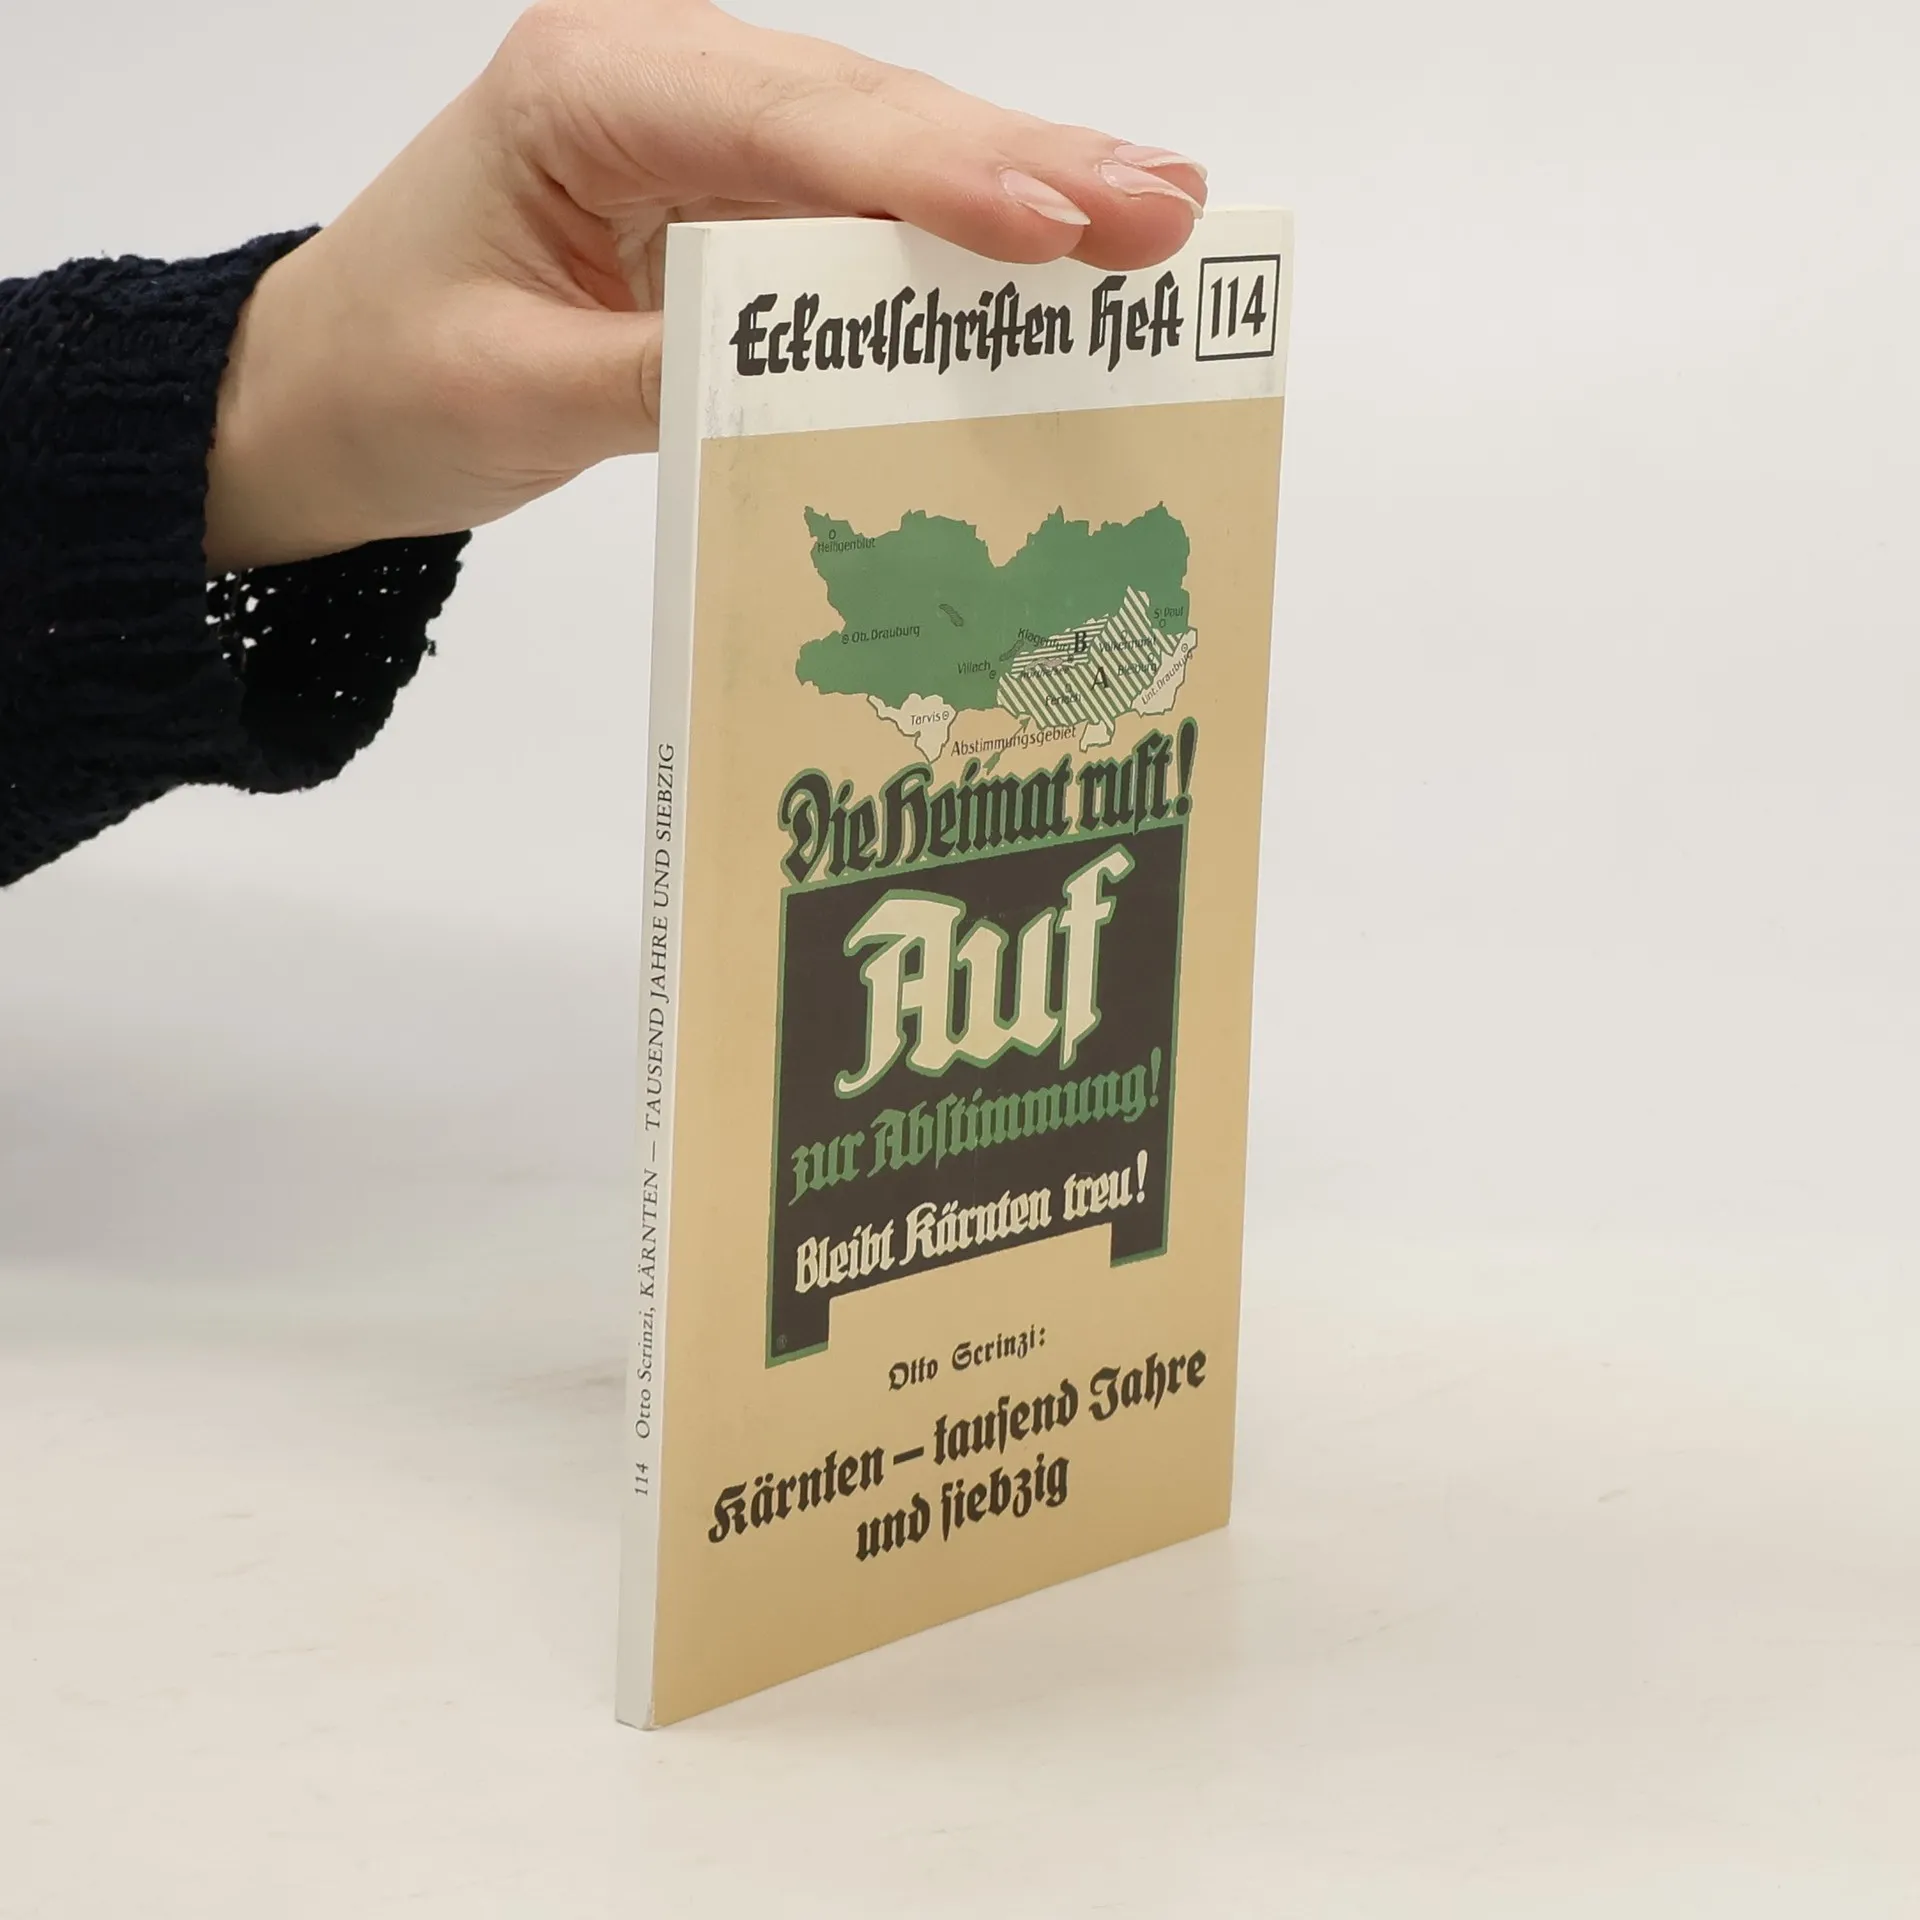 Eckartschriften Heft 114
Heiligenblut
Ob. Drauburg
St. Paul
Klagenfurt
B
Völkermarkt
Villach
A
Bleiburg
Ferlach
Unt. Drauburg
Tarvis
Abstimmungsgebiet
Die Heimat ruft!
Auf
zur Abstimmung!
Bleibt Kärnten treu!
Otto Scrinzi:
Kärnten – tausend Jahre
und siebzig
114 Otto Scrinzi, KÄRNTEN — TAUSEND JAHRE UND SIEBZIG